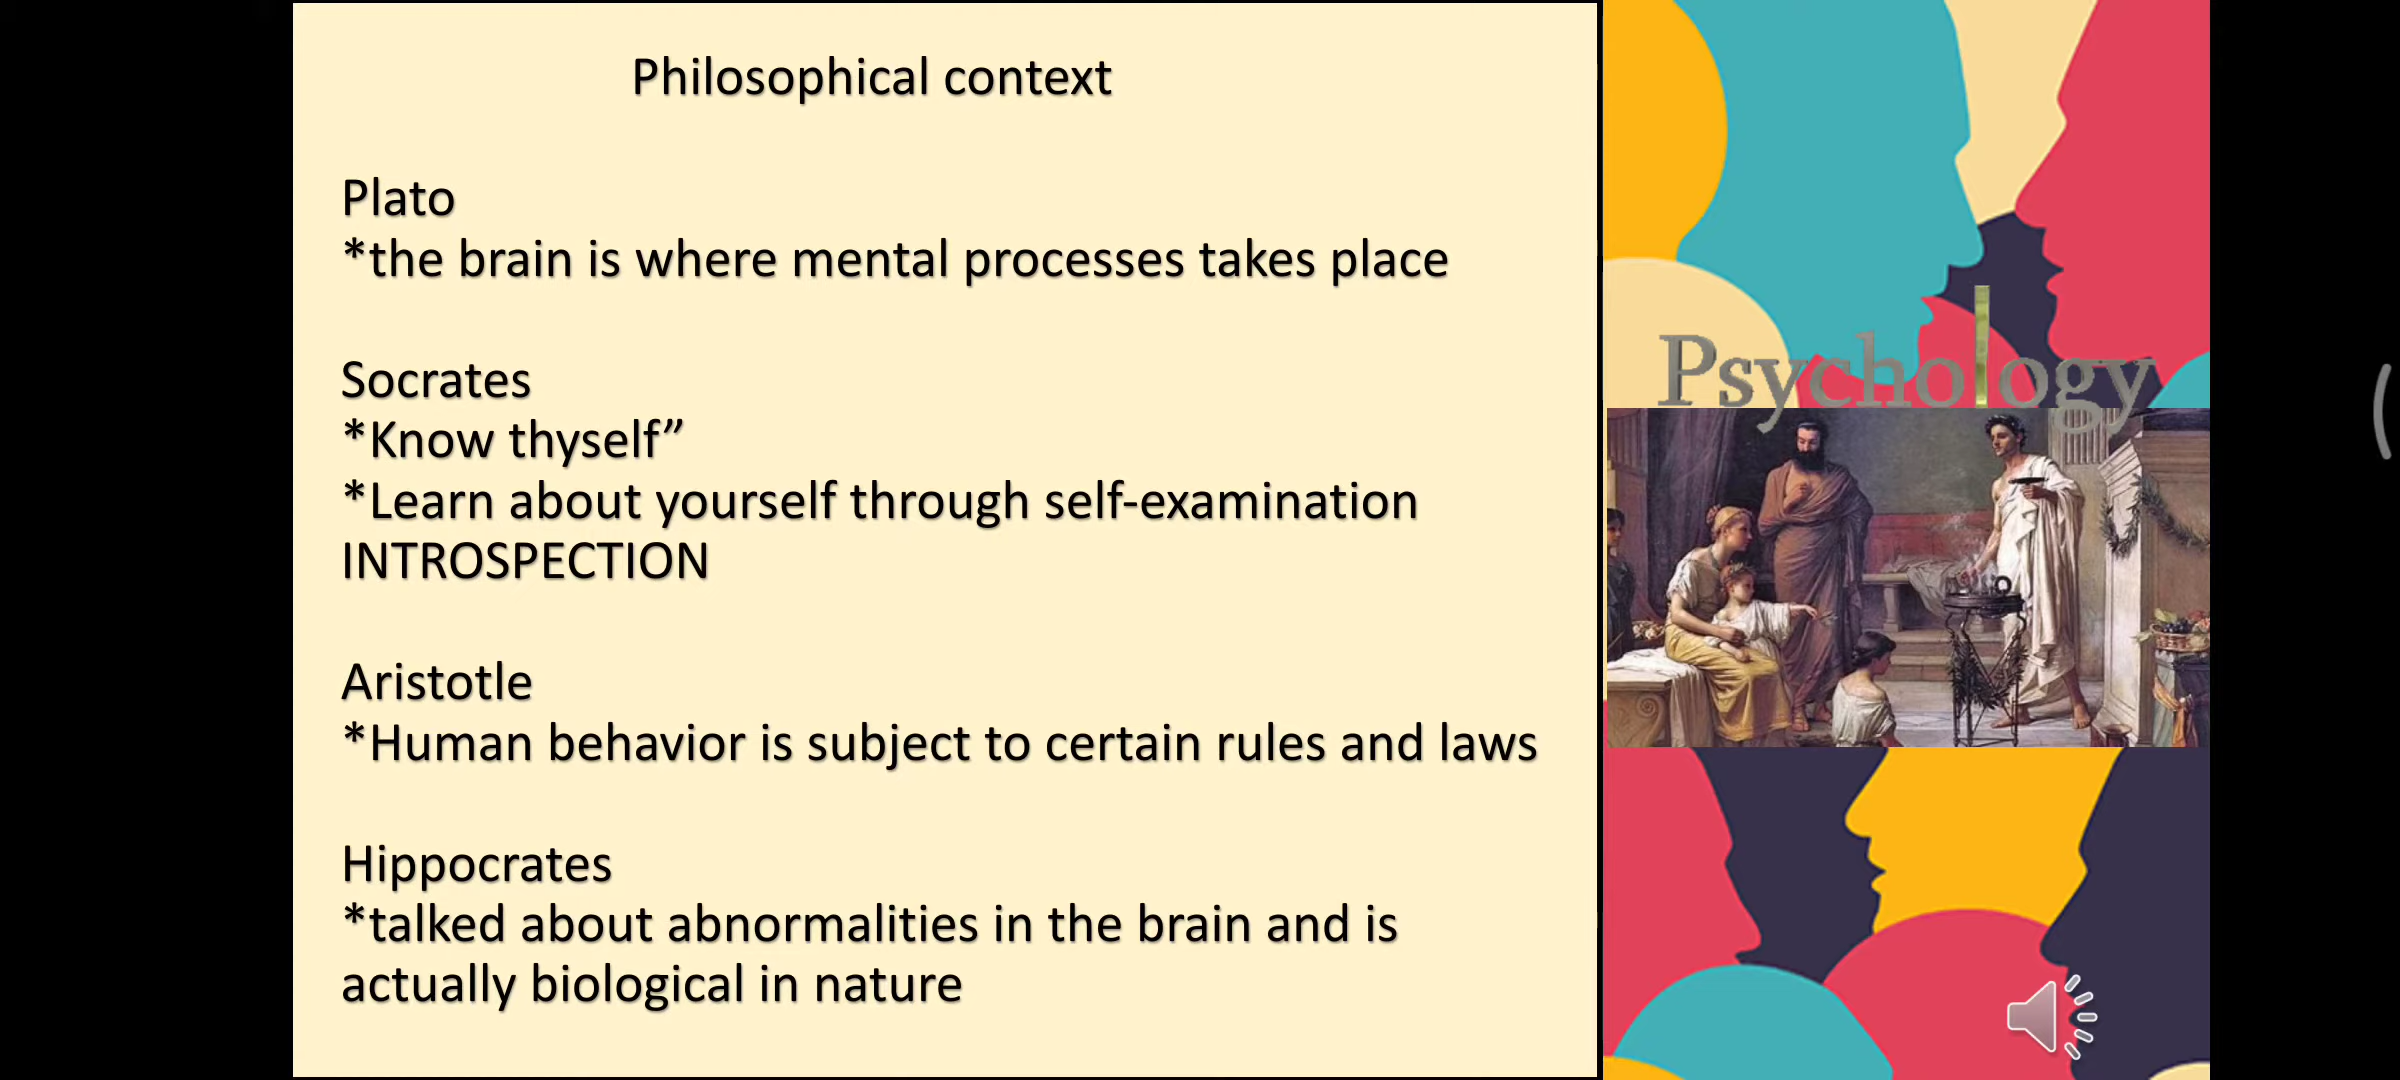 Philosophical context
Plato
*the brain is where mental processes takes place
Socrates
*Know thyself”
*Learn about yourself through self-examination
INTROSPECTION
Aristotle
*Human behavior is subject to certain rules and laws
Hippocrates
*talked about abnormalities in the brain and is
actually biological in nature
Psychology